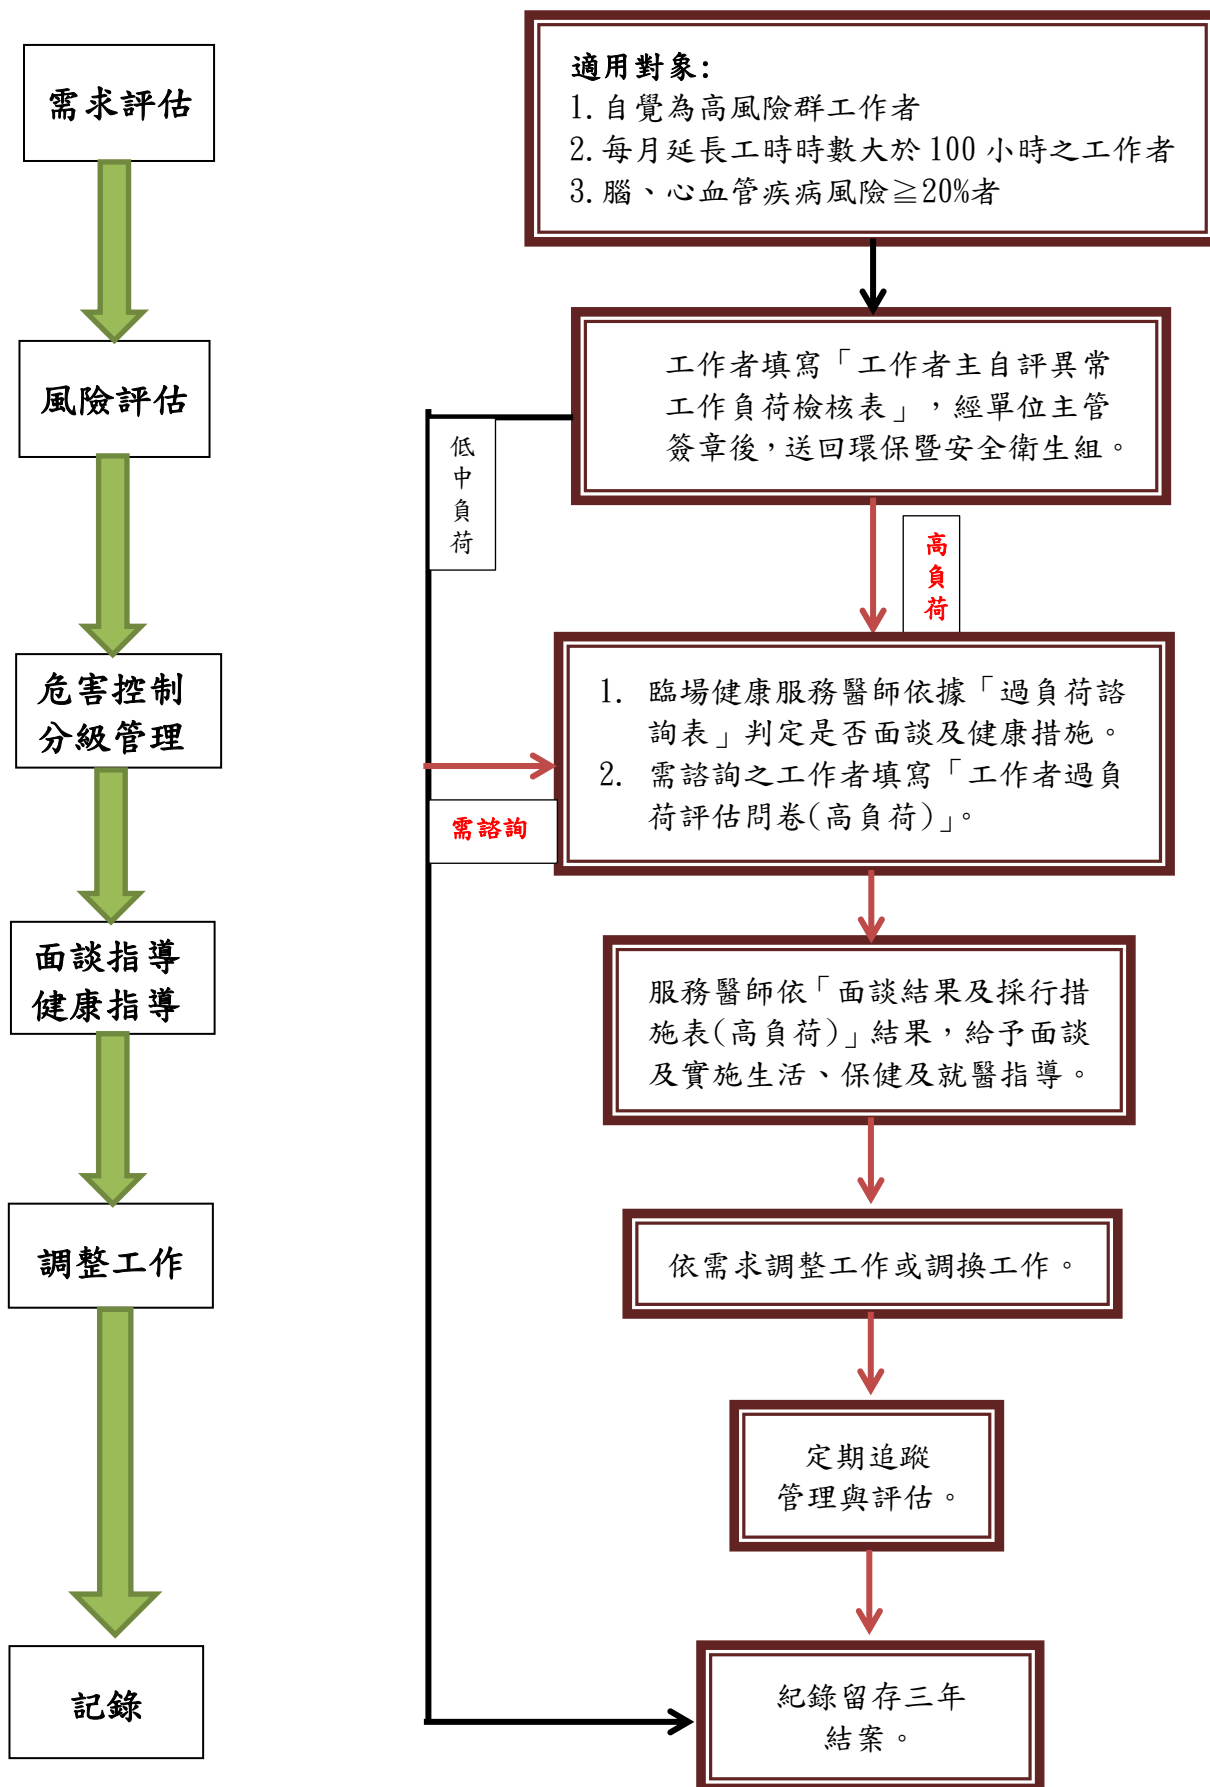 需求評估
適用對象:
1.自覺為高風險群工作者
2.每月延長工時時數大於 100 小時之工作者
3.腦、心血管疾病風險≧20%者
風險評估
工作者填寫「工作者主自評異常
工作負荷檢核表」，經單位主管
簽章後，送回環保暨安全衛生組。
低
中
負
荷
高
負
荷
危害控制
分級管理
1. 臨場健康服務醫師依據「過負荷諮
詢表」判定是否面談及健康措施。
2. 需諮詢之工作者填寫「工作者過負
荷評估問卷(高負荷)」。
需諮詢
面談指導
健康指導
服務醫師依「面談結果及採行措
施表(高負荷)」結果，給予面談
及實施生活、保健及就醫指導。
調整工作
依需求調整工作或調換工作。
定期追蹤
管理與評估。
記錄
紀錄留存三年
結案。